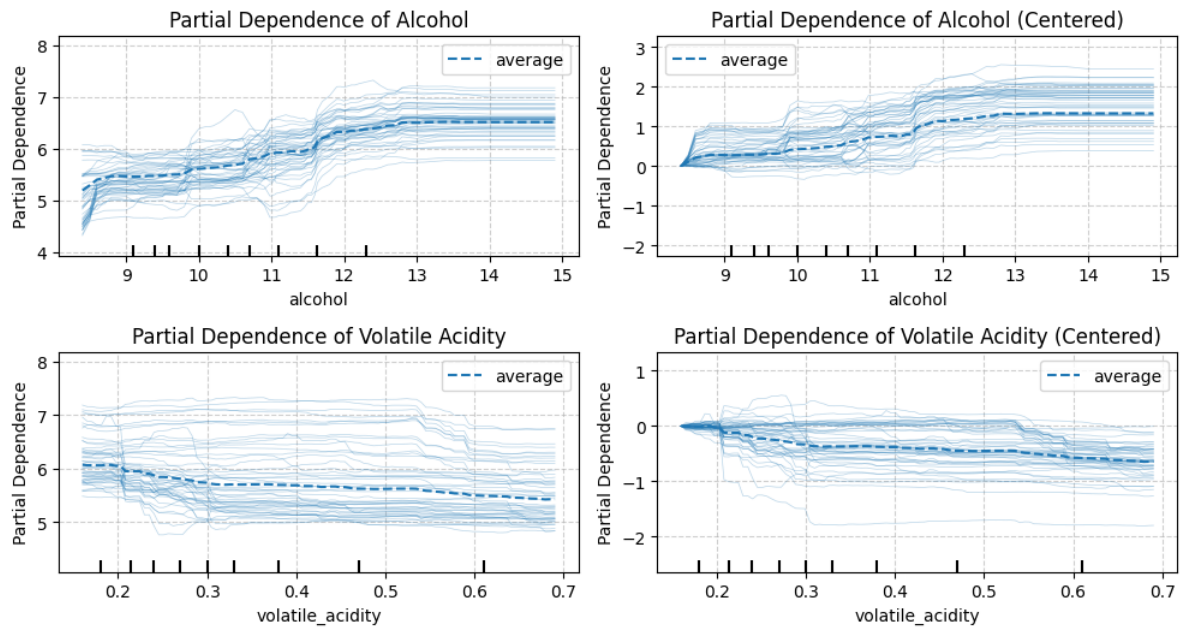 Partial Dependence of Alcohol
Partial Dependence
8
7
6
5
4
average
9 10 11 12 13 14 15
alcohol
Partial Dependence of Alcohol (Centered)
Partial Dependence
3
2
1
0
−1
−2
average
9 10 11 12 13 14 15
alcohol
Partial Dependence of Volatile Acidity
Partial Dependence
8
7
6
5
average
0.2 0.3 0.4 0.5 0.6 0.7
volatile_acidity
Partial Dependence of Volatile Acidity (Centered)
Partial Dependence
1
0
−1
−2
average
0.2 0.3 0.4 0.5 0.6 0.7
volatile_acidity